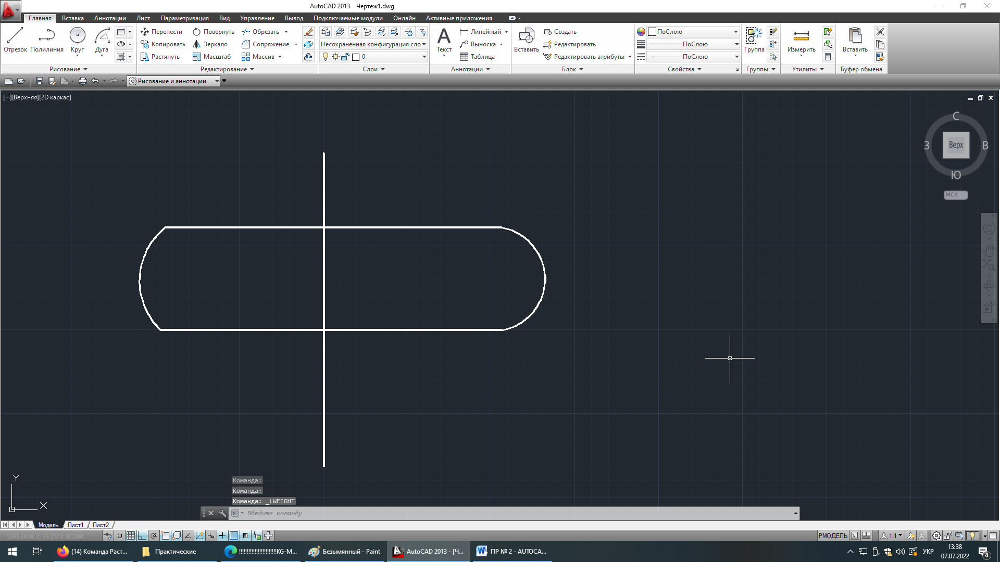 AutoCAD 2013 Чертеж1.dwg
Главная Вставка Аннотации Лист Параметризация Вид Управление Вывод Подключаемые модули Онлайн Активные приложения
Перенести Повернуть Обрезать Линейный Создать ПоСлою
Копировать Зеркало Сопряжение Несохраненная конфигурация сло Выноска Редактировать ПоСлою
Отрезок Полилиния Круг Дуга Текст Вставить Группа Измерить Вставить
Растянуть Масштаб Массив 0 Таблица Редактировать атрибуты ПоСлою
Рисование Редактирование Слои Аннотации Блок Свойства Группы Утилиты Буфер обмена
Рисование и аннотации
[−][Верхняя][2D каркас]
С
З Верх В
Ю
МСК
Y
X
Команда:
Команда:
Команда: _LWEIGHT
Введите команду
Модель Лист1 Лист2
3601.6448, 2196.2579, 0.0000 РМОДЕЛЬ 1:1
(14) Команда Раст... Практические !!!!!!!!!!!!!!!!!!!!!!!!!!KG-М... Безымянный - Paint AutoCAD 2013 - [Ч... ПР № 2 - AUTOCA... УКР 13:38
07.07.2022 4